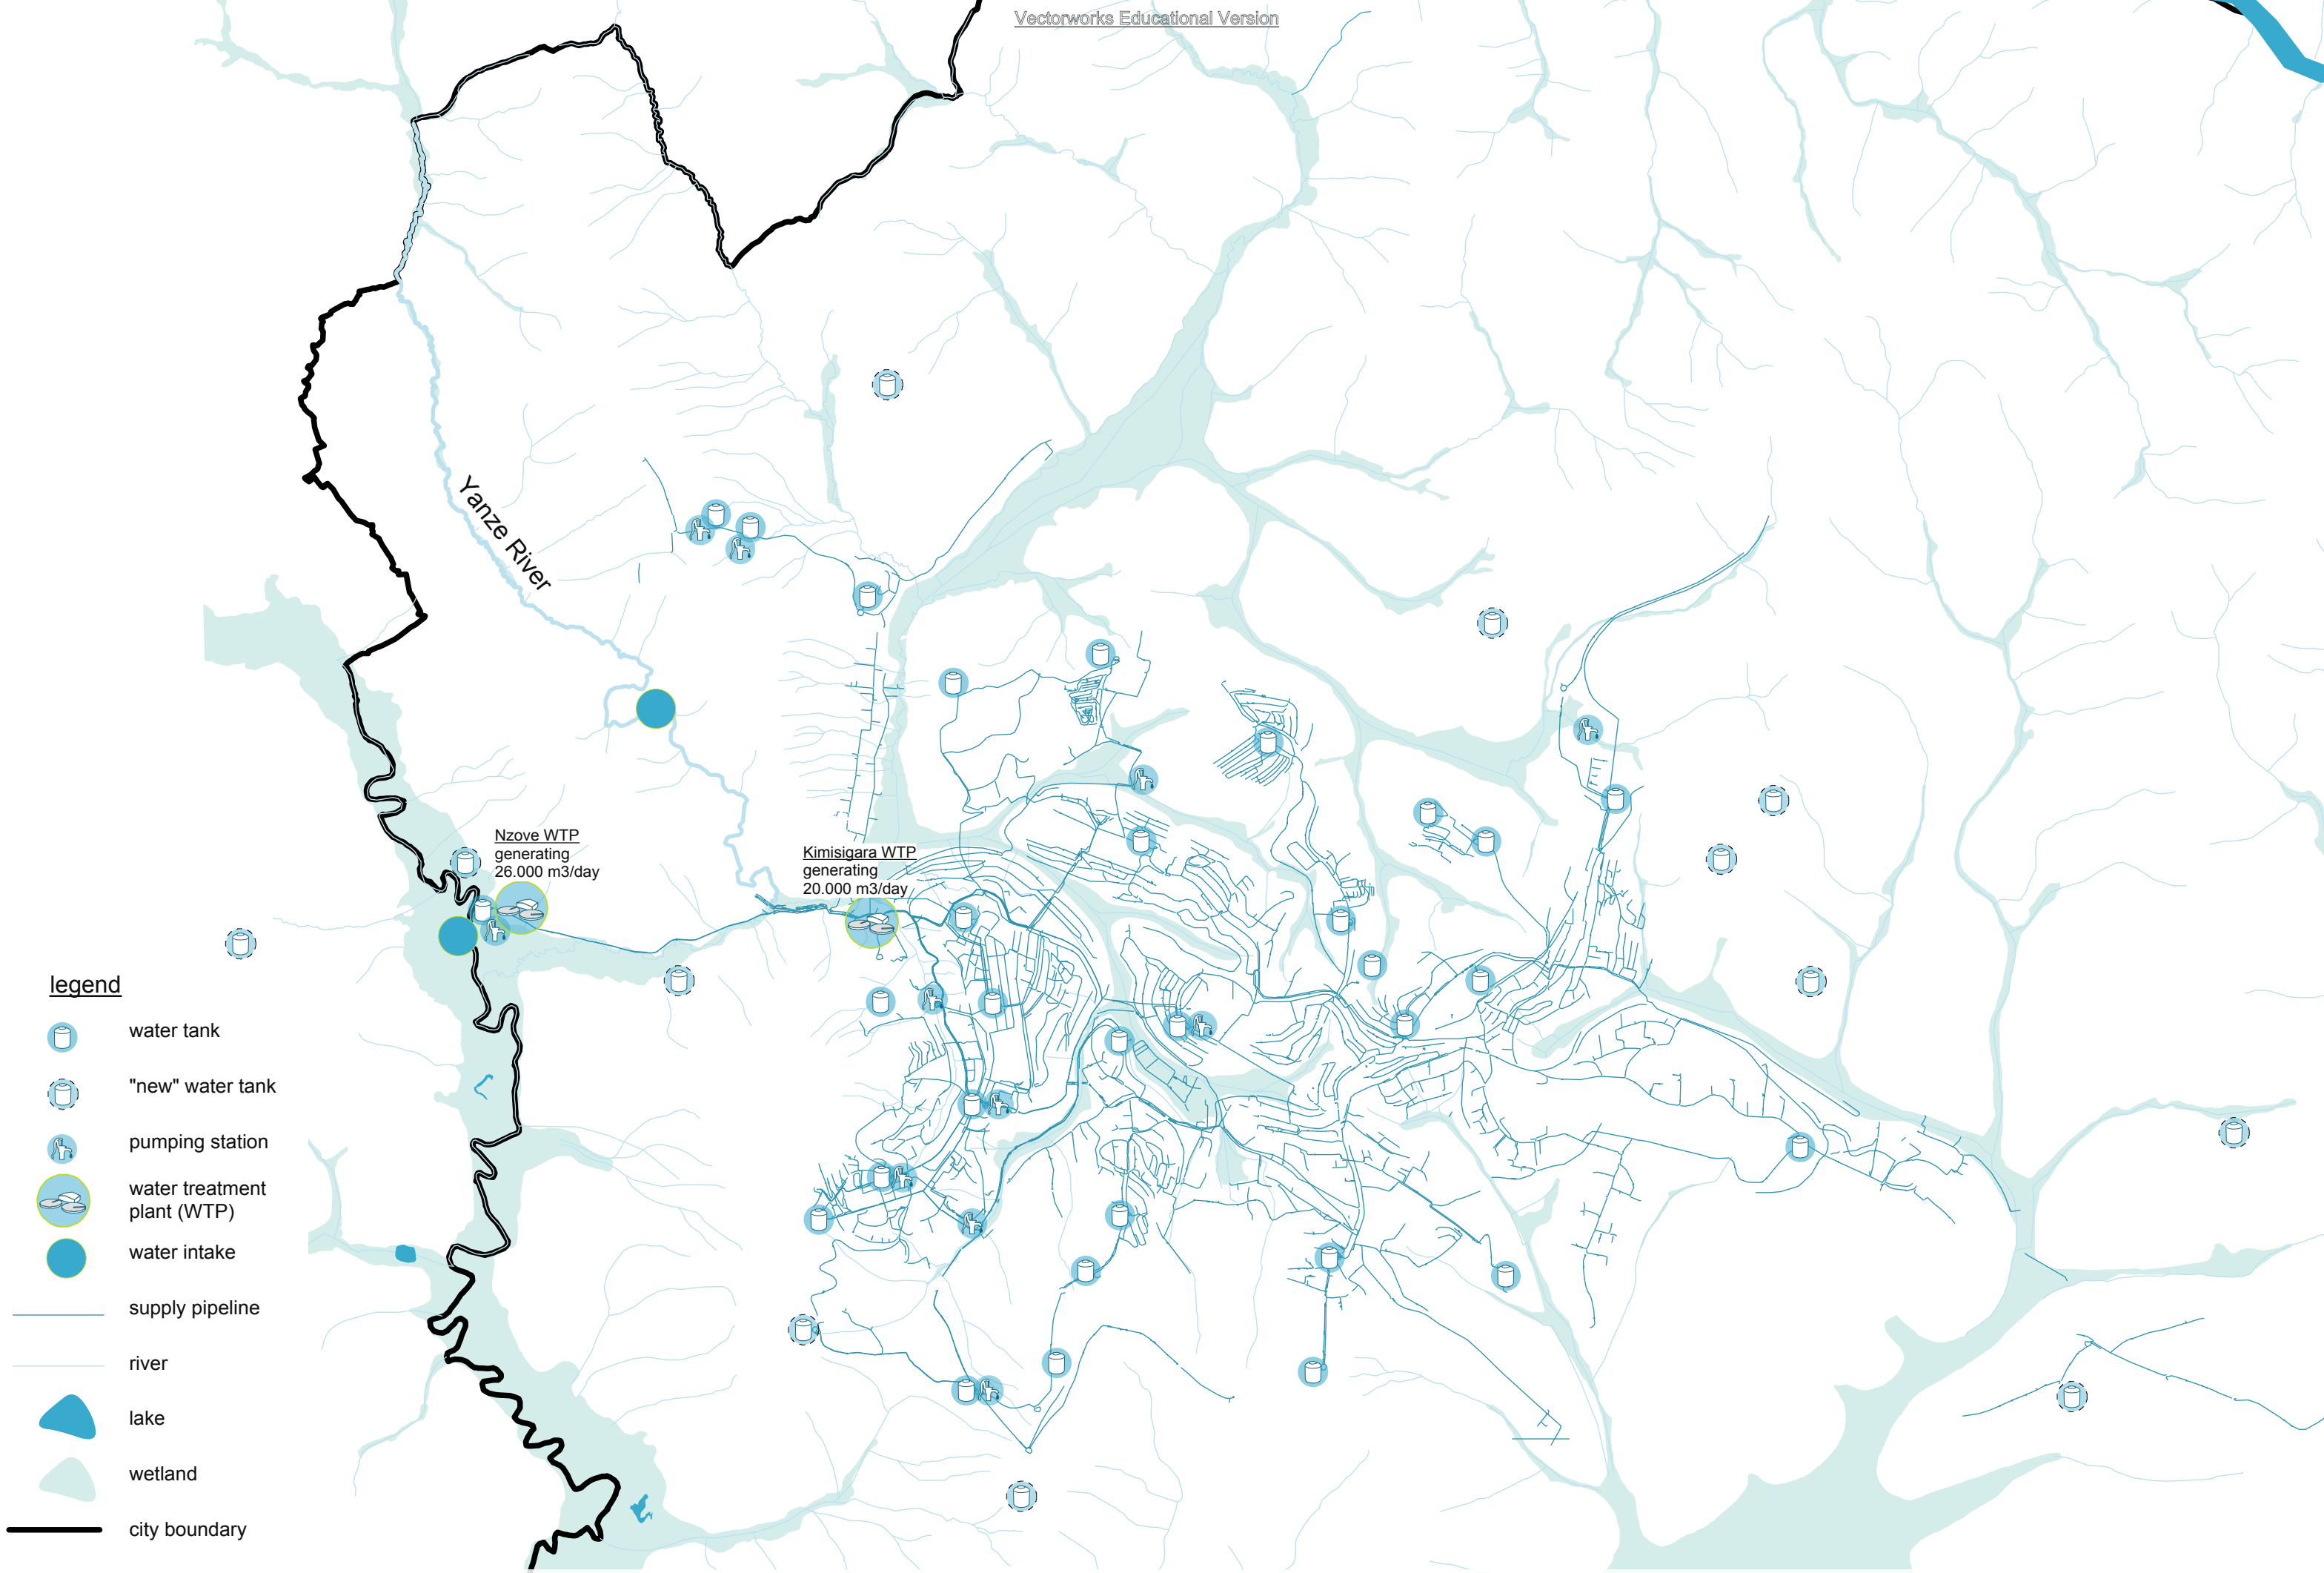 Vectorworks Educational Version
Yanze River
Nzove WTP
generating
26.000 m3/day
Kimisigara WTP
generating
20.000 m3/day
legend
water tank
"new" water tank
pumping station
water treatment
plant (WTP)
water intake
supply pipeline
river
lake
wetland
city boundary